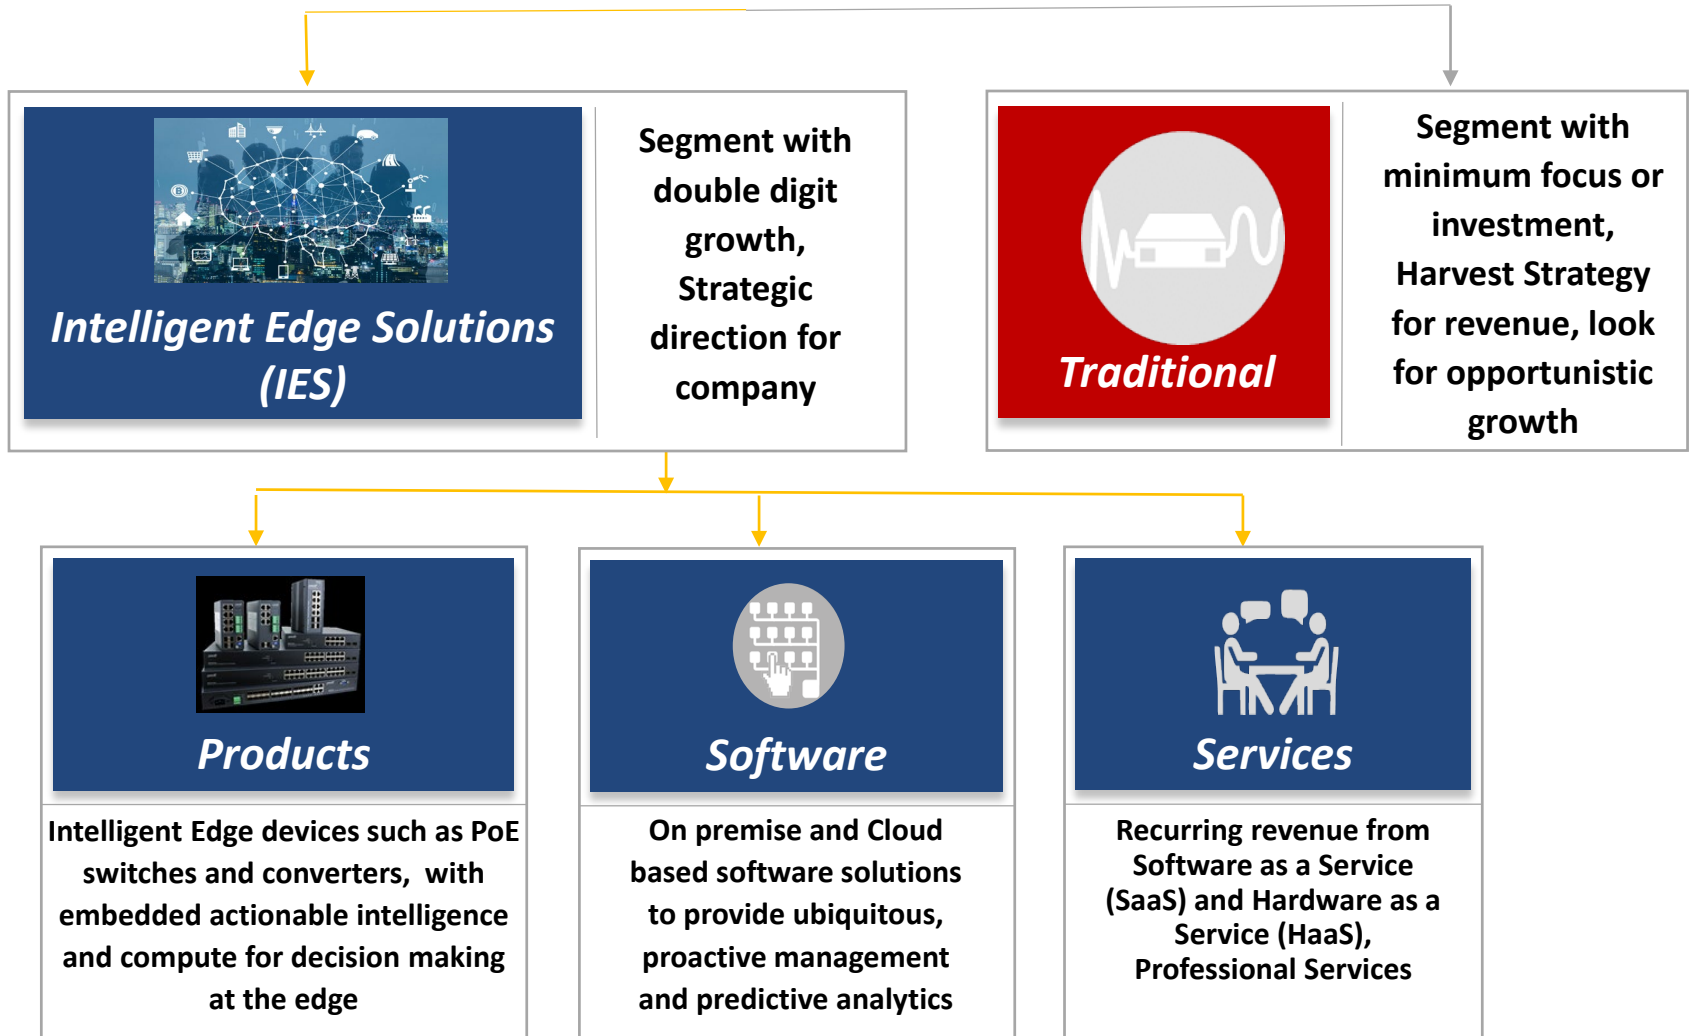 Intelligent Edge Solutions
(IES)
Segment with
double digit
growth,
Strategic
direction for
company
Traditional
Segment with
minimum focus or
investment,
Harvest Strategy
for revenue, look
for opportunistic
growth
Products
Intelligent Edge devices such as PoE
switches and converters, with
embedded actionable intelligence
and compute for decision making
at the edge
Software
On premise and Cloud
based software solutions
to provide ubiquitous,
proactive management
and predictive analytics
Services
Recurring revenue from
Software as a Service
(SaaS) and Hardware as a
Service (HaaS),
Professional Services